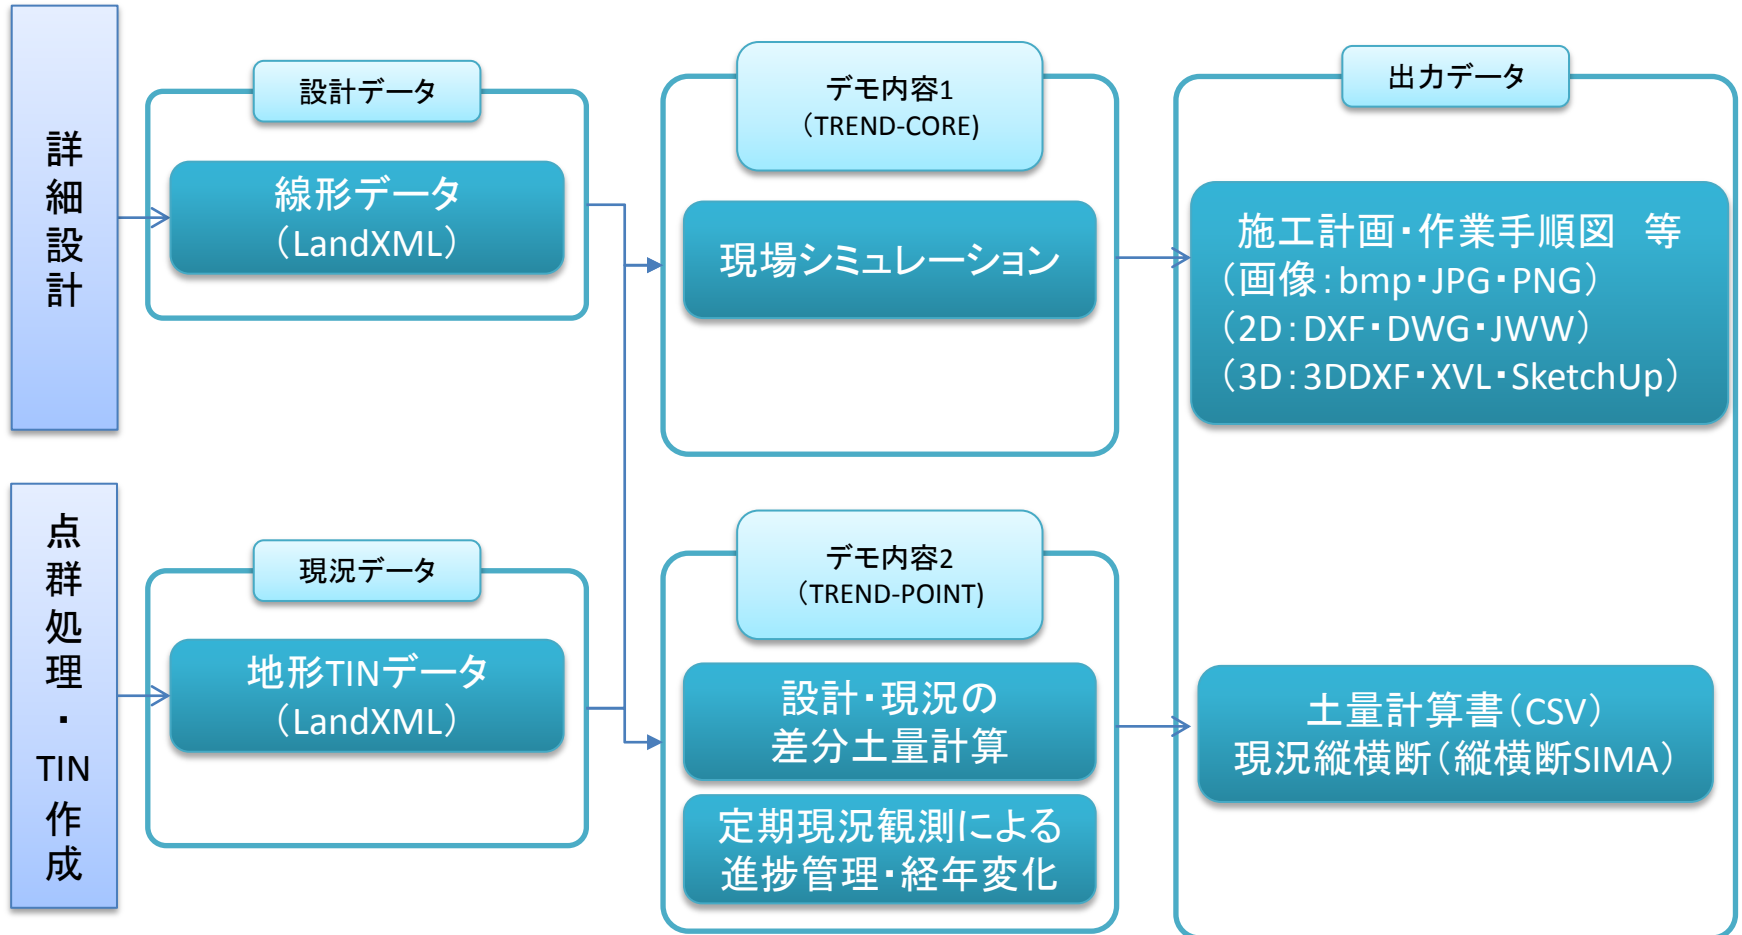 詳細設計
設計データ
線形データ
（LandXML）
デモ内容1
（TREND-CORE)
現場シミュレーション
出力データ
施工計画・作業手順図　等
（画像：bmp・JPG・PNG）
（2D：DXF・DWG・JWW）
（3D：3DDXF・XVL・SketchUp）
点群処理・TIN作成
現況データ
地形TINデータ
（LandXML）
デモ内容2
（TREND-POINT)
設計・現況の
差分土量計算
定期現況観測による
進捗管理・経年変化
土量計算書（CSV）
現況縦横断（縦横断SIMA）